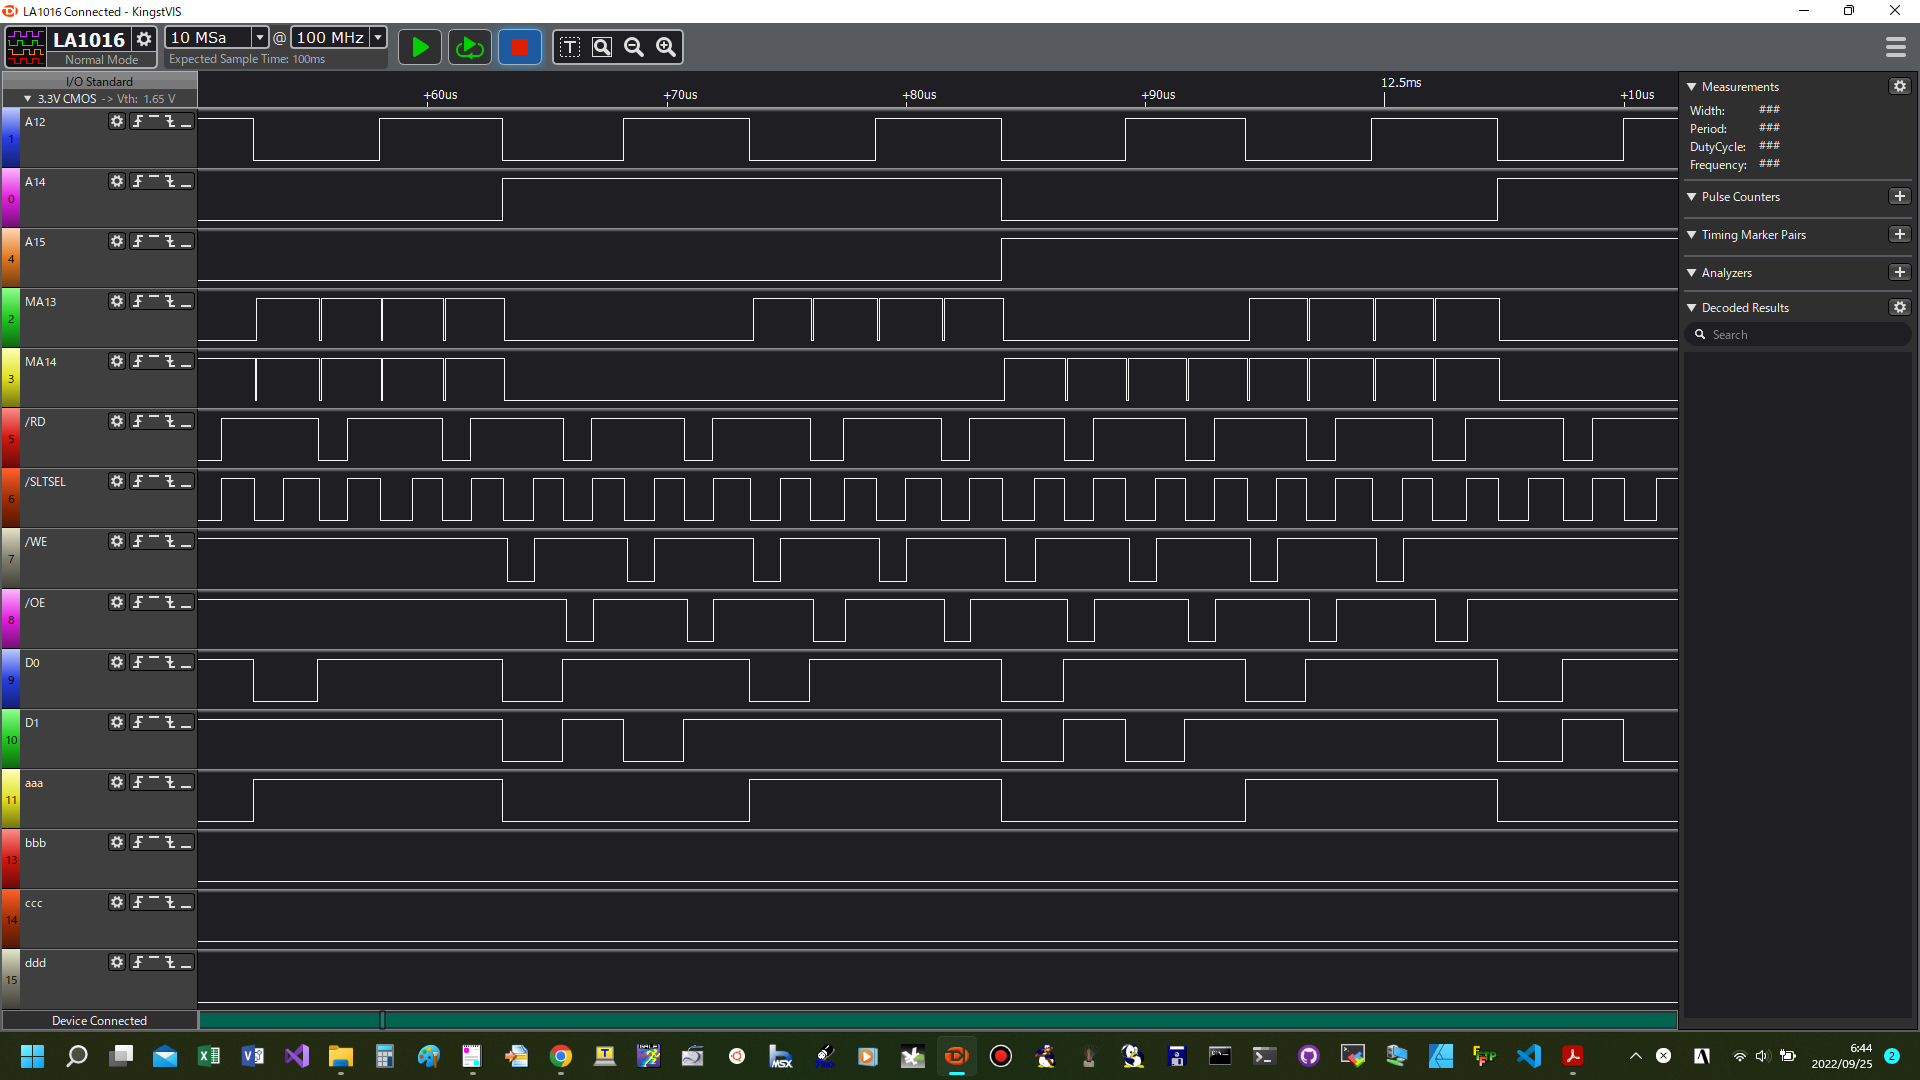 LA1016 Connected - KingstVIS
LA1016
Normal Mode
10 MSa @ 100 MHz
Expected Sample Time: 100ms
I/O Standard
3.3V CMOS -> Vth: 1.65 V
+60us +70us +80us +90us 12.5ms +10us
1 A12
0 A14
4 A15
2 MA13
3 MA14
5 /RD
6 /SLTSEL
7 /WE
8 /OE
9 D0
10 D1
11 aaa
13 bbb
14 ccc
15 ddd
Device Connected
Measurements
Width: ###
Period: ###
DutyCycle: ###
Frequency: ###
Pulse Counters
Timing Marker Pairs
Analyzers
Decoded Results
Search
MSX
FTP
A
6:44
2022/09/25
2